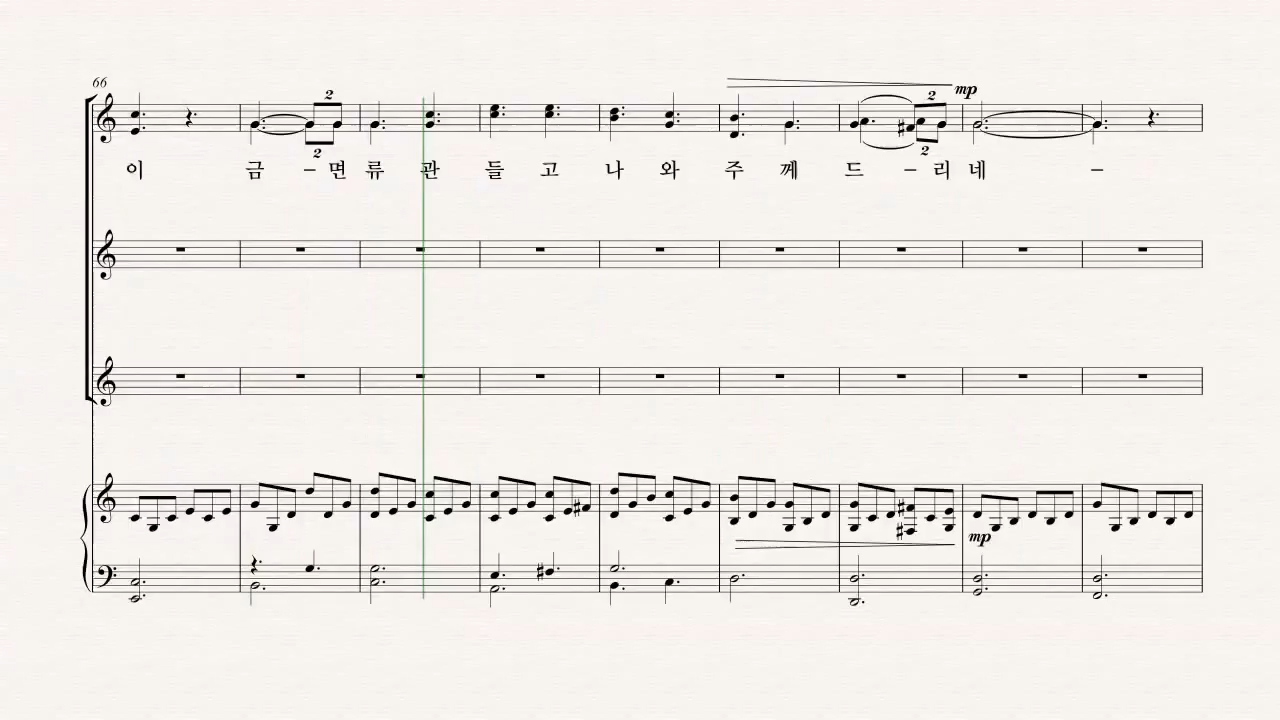 66
2 2 mp
2 2
이 금 – 면 류 관 들 고 나 와 주 께 드 – 리 네 –
mp